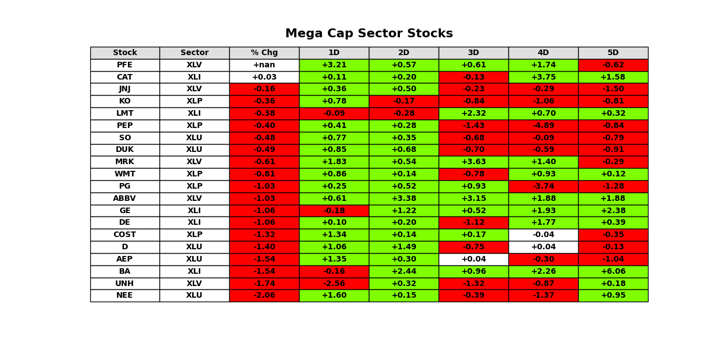 Mega Cap Sector Stocks
Stock Sector % Chg 1D 2D 3D 4D 5D
PFE XLV +nan +3.21 +0.57 +0.61 +1.74 -0.62
CAT XLI +0.03 +0.11 +0.20 -0.13 +3.75 +1.58
JNJ XLV -0.16 +0.36 +0.50 -0.23 -0.29 -1.50
KO XLP -0.36 +0.78 -0.17 -0.84 -1.06 -0.81
LMT XLI -0.38 -0.09 -0.28 +2.32 +0.70 +0.32
PEP XLP -0.40 +0.41 +0.28 -1.43 -4.89 -0.84
SO XLU -0.48 +0.77 +0.35 -0.68 -0.09 -0.79
DUK XLU -0.49 +0.85 +0.68 -0.70 -0.59 -0.91
MRK XLV -0.61 +1.83 +0.54 +3.63 +1.40 -0.29
WMT XLP -0.81 +0.86 +0.14 -0.78 +0.93 +0.12
PG XLP -1.03 +0.25 +0.52 +0.93 -3.74 -1.28
ABBV XLV -1.03 +0.61 +3.38 +3.15 +1.88 +1.88
GE XLI -1.06 -0.18 +1.22 +0.52 +1.93 +2.38
DE XLI -1.06 +0.10 +0.20 -1.12 +1.77 +0.39
COST XLP -1.32 +1.34 +0.14 +0.17 -0.04 -0.35
D XLU -1.40 +1.06 +1.49 -0.75 +0.04 -0.13
AEP XLU -1.54 +1.35 +0.30 +0.04 -0.30 -1.04
BA XLI -1.54 -0.16 +2.44 +0.96 +2.26 +6.06
UNH XLV -1.74 -2.56 +0.32 -1.32 -0.87 +0.18
NEE XLU -2.06 +1.60 +0.15 -0.39 -1.37 +0.95